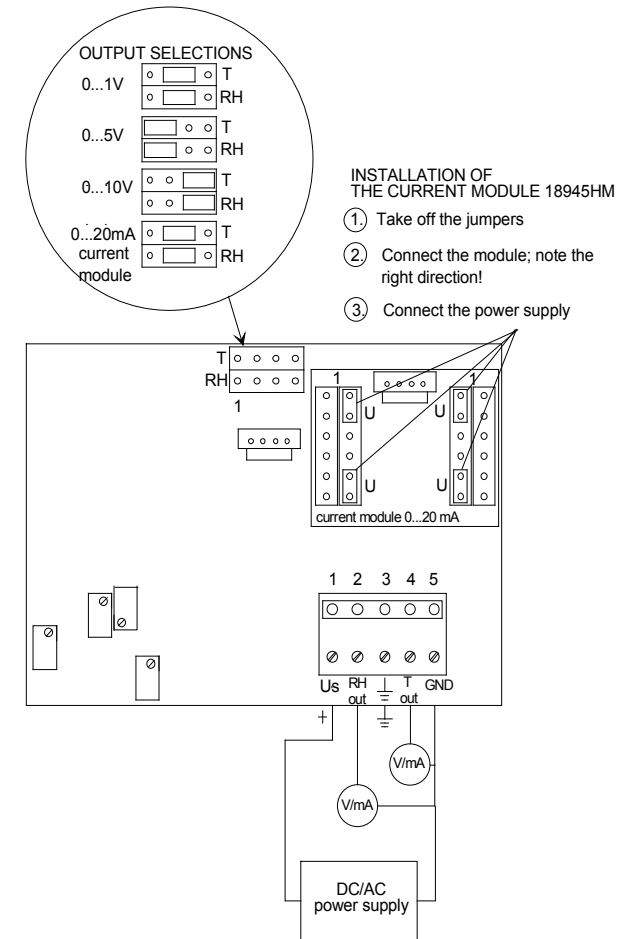 OUTPUT SELECTIONS
0...1V
T
RH
0...5V
T
RH
0...10V
T
RH
0...20mA
current
module
T
RH
INSTALLATION OF
THE CURRENT MODULE 18945HM
1. Take off the jumpers
2. Connect the module; note the
right direction!
3. Connect the power supply
T
RH
1
1
1
U
U
U
U
current module 0...20 mA
1 2 3 4 5
Us RH out T out GND
+
V/mA
V/mA
DC/AC
power supply